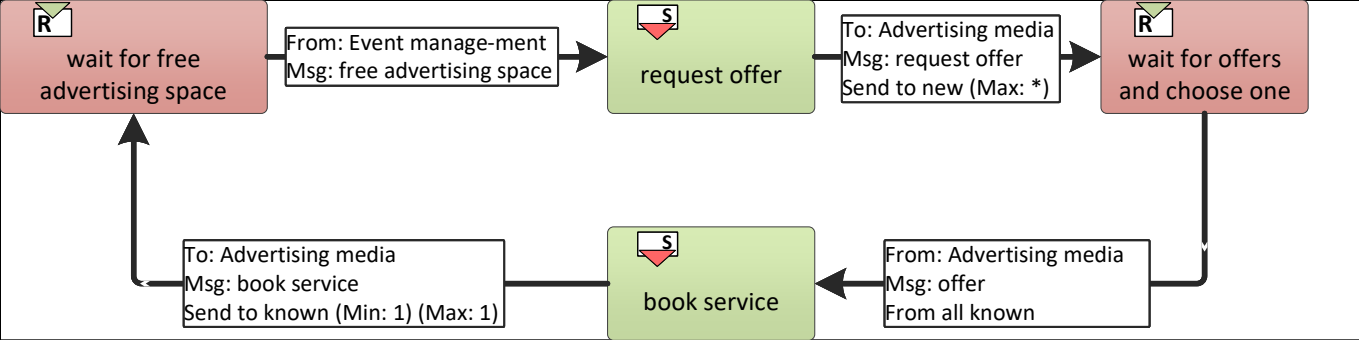 R
wait for free
advertising space
From: Event manage-ment
Msg: free advertising space
S
request offer
To: Advertising media
Msg: request offer
Send to new (Max: *)
R
wait for offers
and choose one
From: Advertising media
Msg: offer
From all known
S
book service
To: Advertising media
Msg: book service
Send to known (Min: 1) (Max: 1)